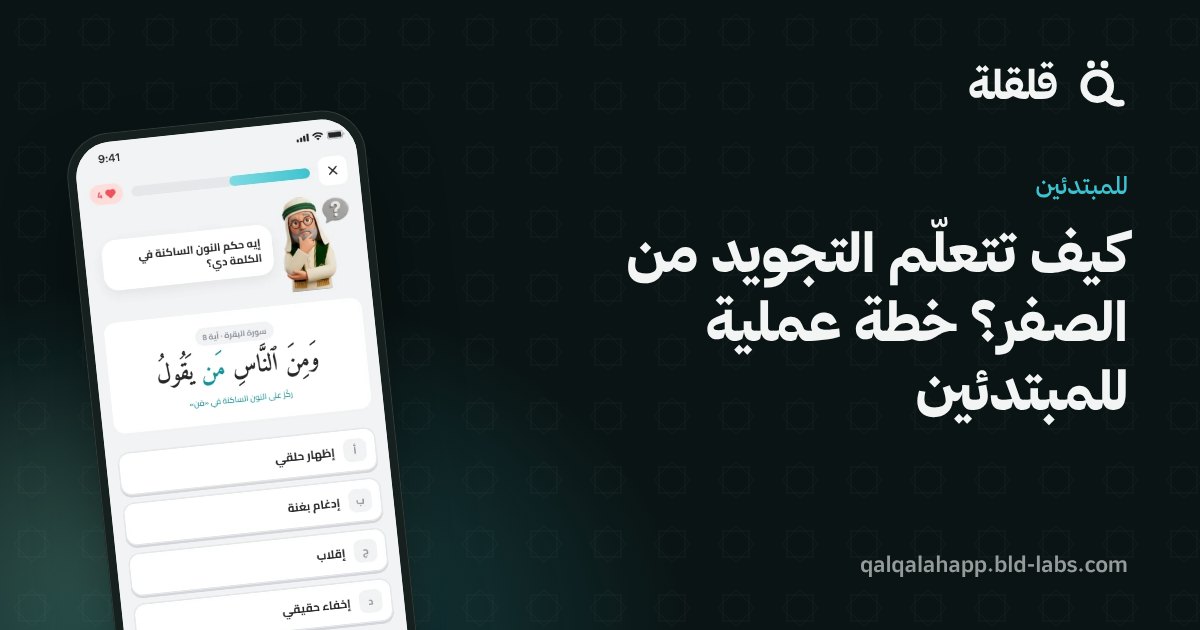 قلقلة
للمبتدئين
كيف تتعلّم التجويد من
الصفر؟ خطة عملية
للمبتدئين
qalqalahapp.bld-labs.com
9:41
4
?
إيه حكم النون الساكنة في
الكلمة دي؟
سورة البقرة · آية 8
وَمِنَ ٱلنَّاسِ مَن يَقُولُ
ركّز على النون الساكنة في «مَن»
أ إظهار حلقي
ب إدغام بغنة
ج إقلاب
د إخفاء حقيقي